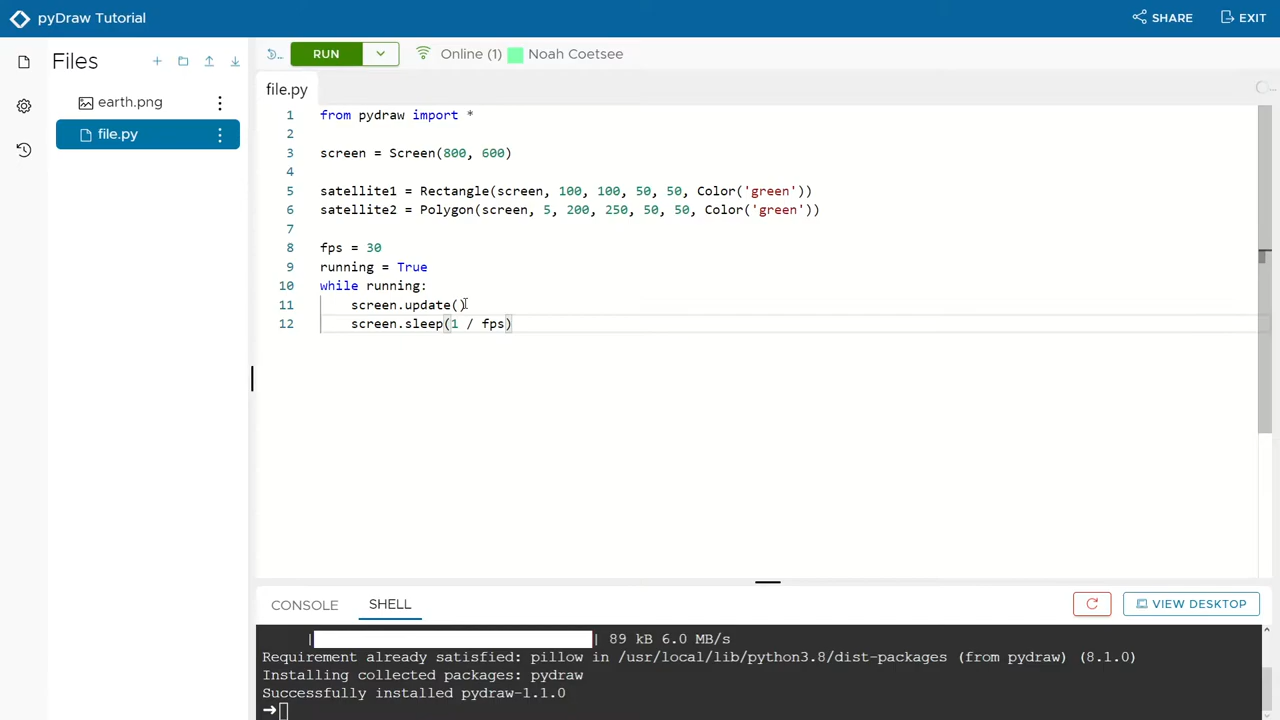 pyDraw Tutorial
SHARE
EXIT
Files
RUN
Online (1)
Noah Coetsee
file.py
earth.png
file.py
1 from pydraw import *
2
3 screen = Screen(800, 600)
4
5 satellite1 = Rectangle(screen, 100, 100, 50, 50, Color('green'))
6 satellite2 = Polygon(screen, 5, 200, 250, 50, 50, Color('green'))
7
8 fps = 30
9 running = True
10 while running:
11 screen.update()
12 screen.sleep(1 / fps)
CONSOLE
SHELL
VIEW DESKTOP
| | 89 kB 6.0 MB/s
Requirement already satisfied: pillow in /usr/local/lib/python3.8/dist-packages (from pydraw) (8.1.0)
Installing collected packages: pydraw
Successfully installed pydraw-1.1.0
➜